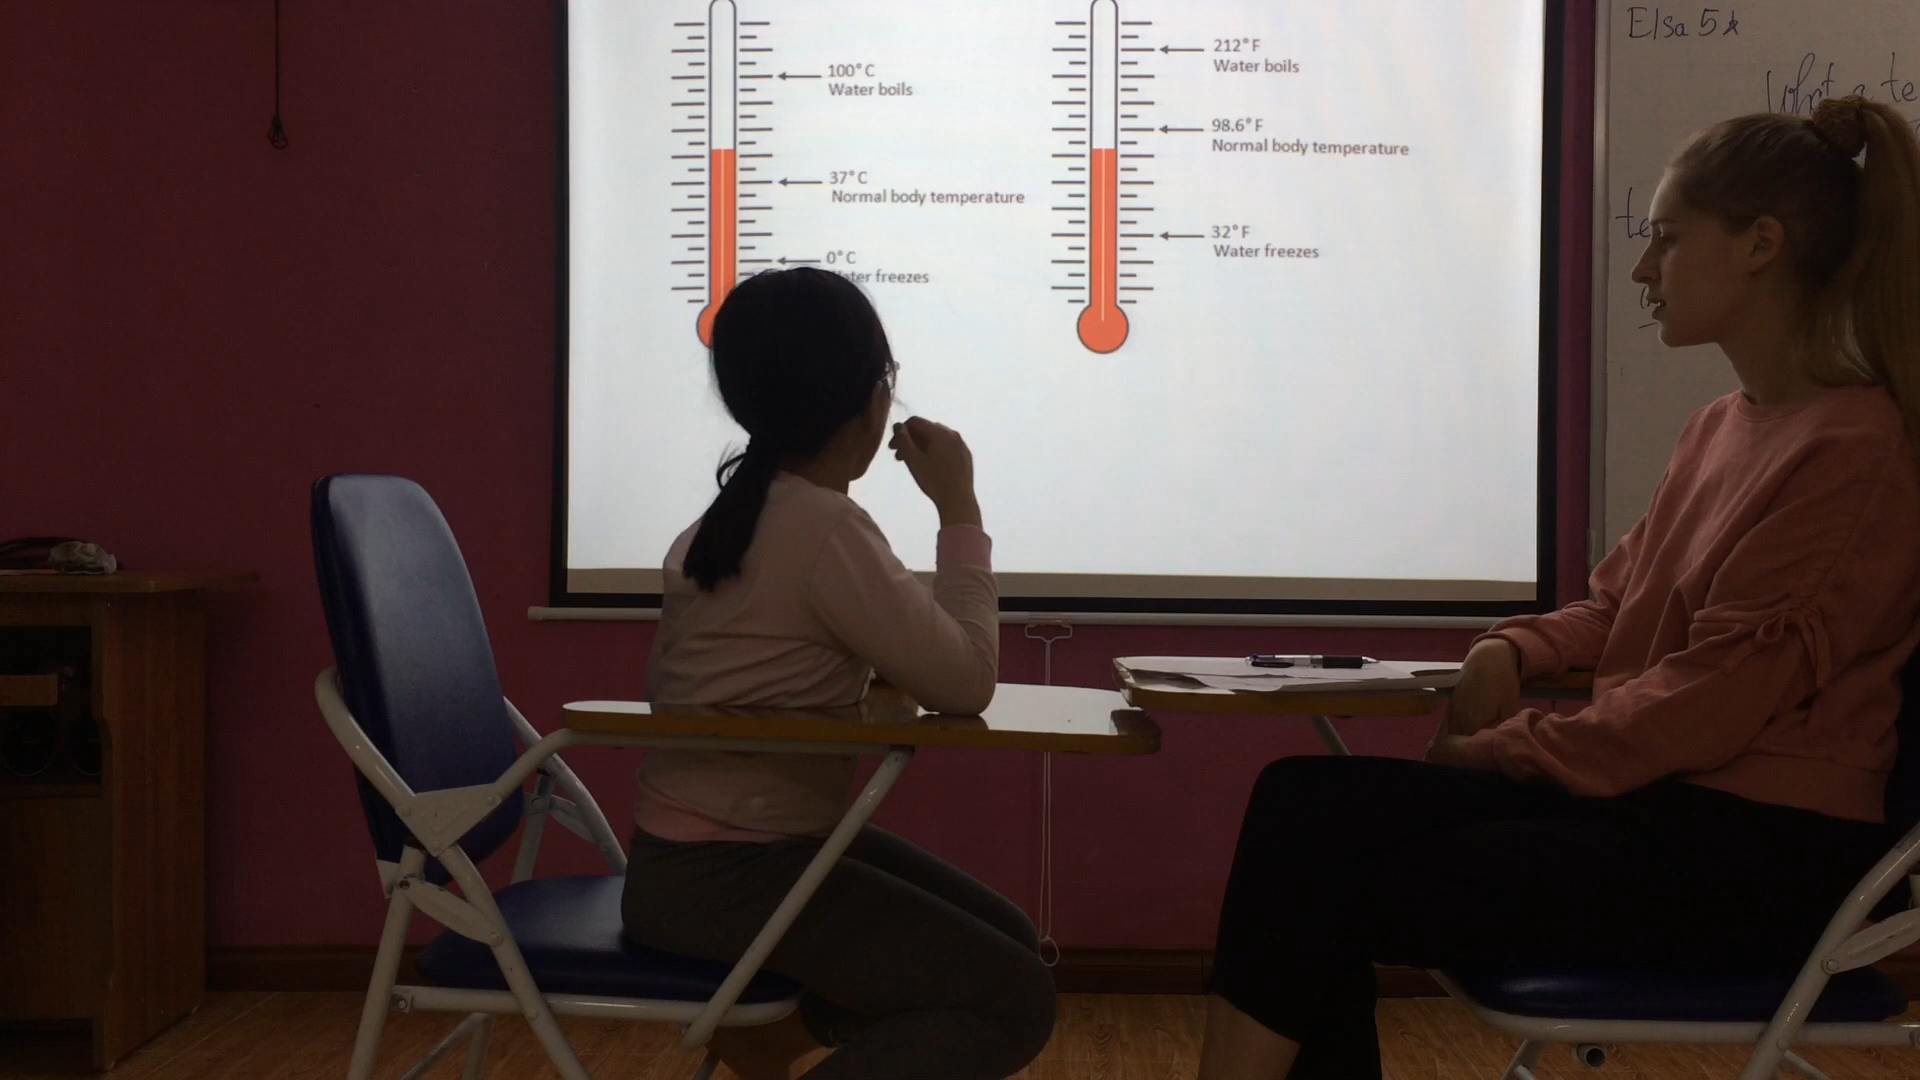 100°C
Water boils
37°C
Normal body temperature
0°C
Water freezes
212°F
Water boils
98.6°F
Normal body temperature
32°F
Water freezes
Elsa 5
What